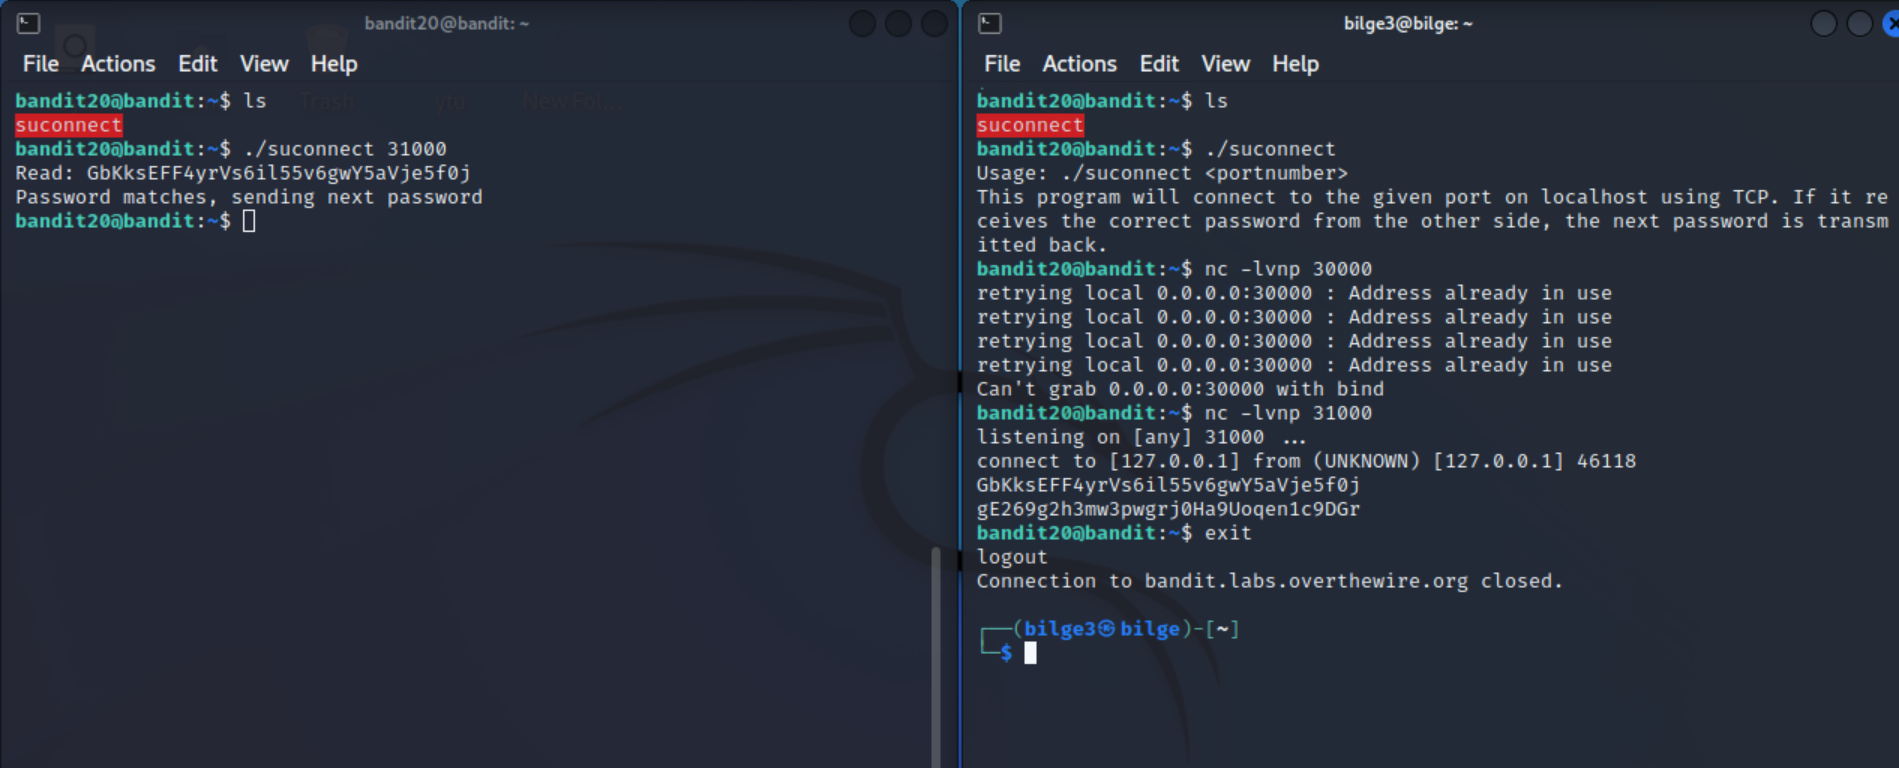 bandit20@bandit: ~
File Actions Edit View Help
bandit20@bandit:~$ ls
suconnect
bandit20@bandit:~$ ./suconnect 31000
Read: GbKksEFF4yrVs6il55v6gwY5aVje5f0j
Password matches, sending next password
bandit20@bandit:~$
Trash
ytu
New Fol...
bilge3@bilge: ~
File Actions Edit View Help
bandit20@bandit:~$ ls
suconnect
bandit20@bandit:~$ ./suconnect
Usage: ./suconnect <portnumber>
This program will connect to the given port on localhost using TCP. If it re
ceives the correct password from the other side, the next password is transm
itted back.
bandit20@bandit:~$ nc -lvnp 30000
retrying local 0.0.0.0:30000 : Address already in use
retrying local 0.0.0.0:30000 : Address already in use
retrying local 0.0.0.0:30000 : Address already in use
retrying local 0.0.0.0:30000 : Address already in use
Can't grab 0.0.0.0:30000 with bind
bandit20@bandit:~$ nc -lvnp 31000
listening on [any] 31000 ...
connect to [127.0.0.1] from (UNKNOWN) [127.0.0.1] 46118
GbKksEFF4yrVs6il55v6gwY5aVje5f0j
gE269g2h3mw3pwgrj0Ha9Uoqen1c9DGr
bandit20@bandit:~$ exit
logout
Connection to bandit.labs.overthewire.org closed.
┌──(bilge3㉿bilge)-[~]
└─$